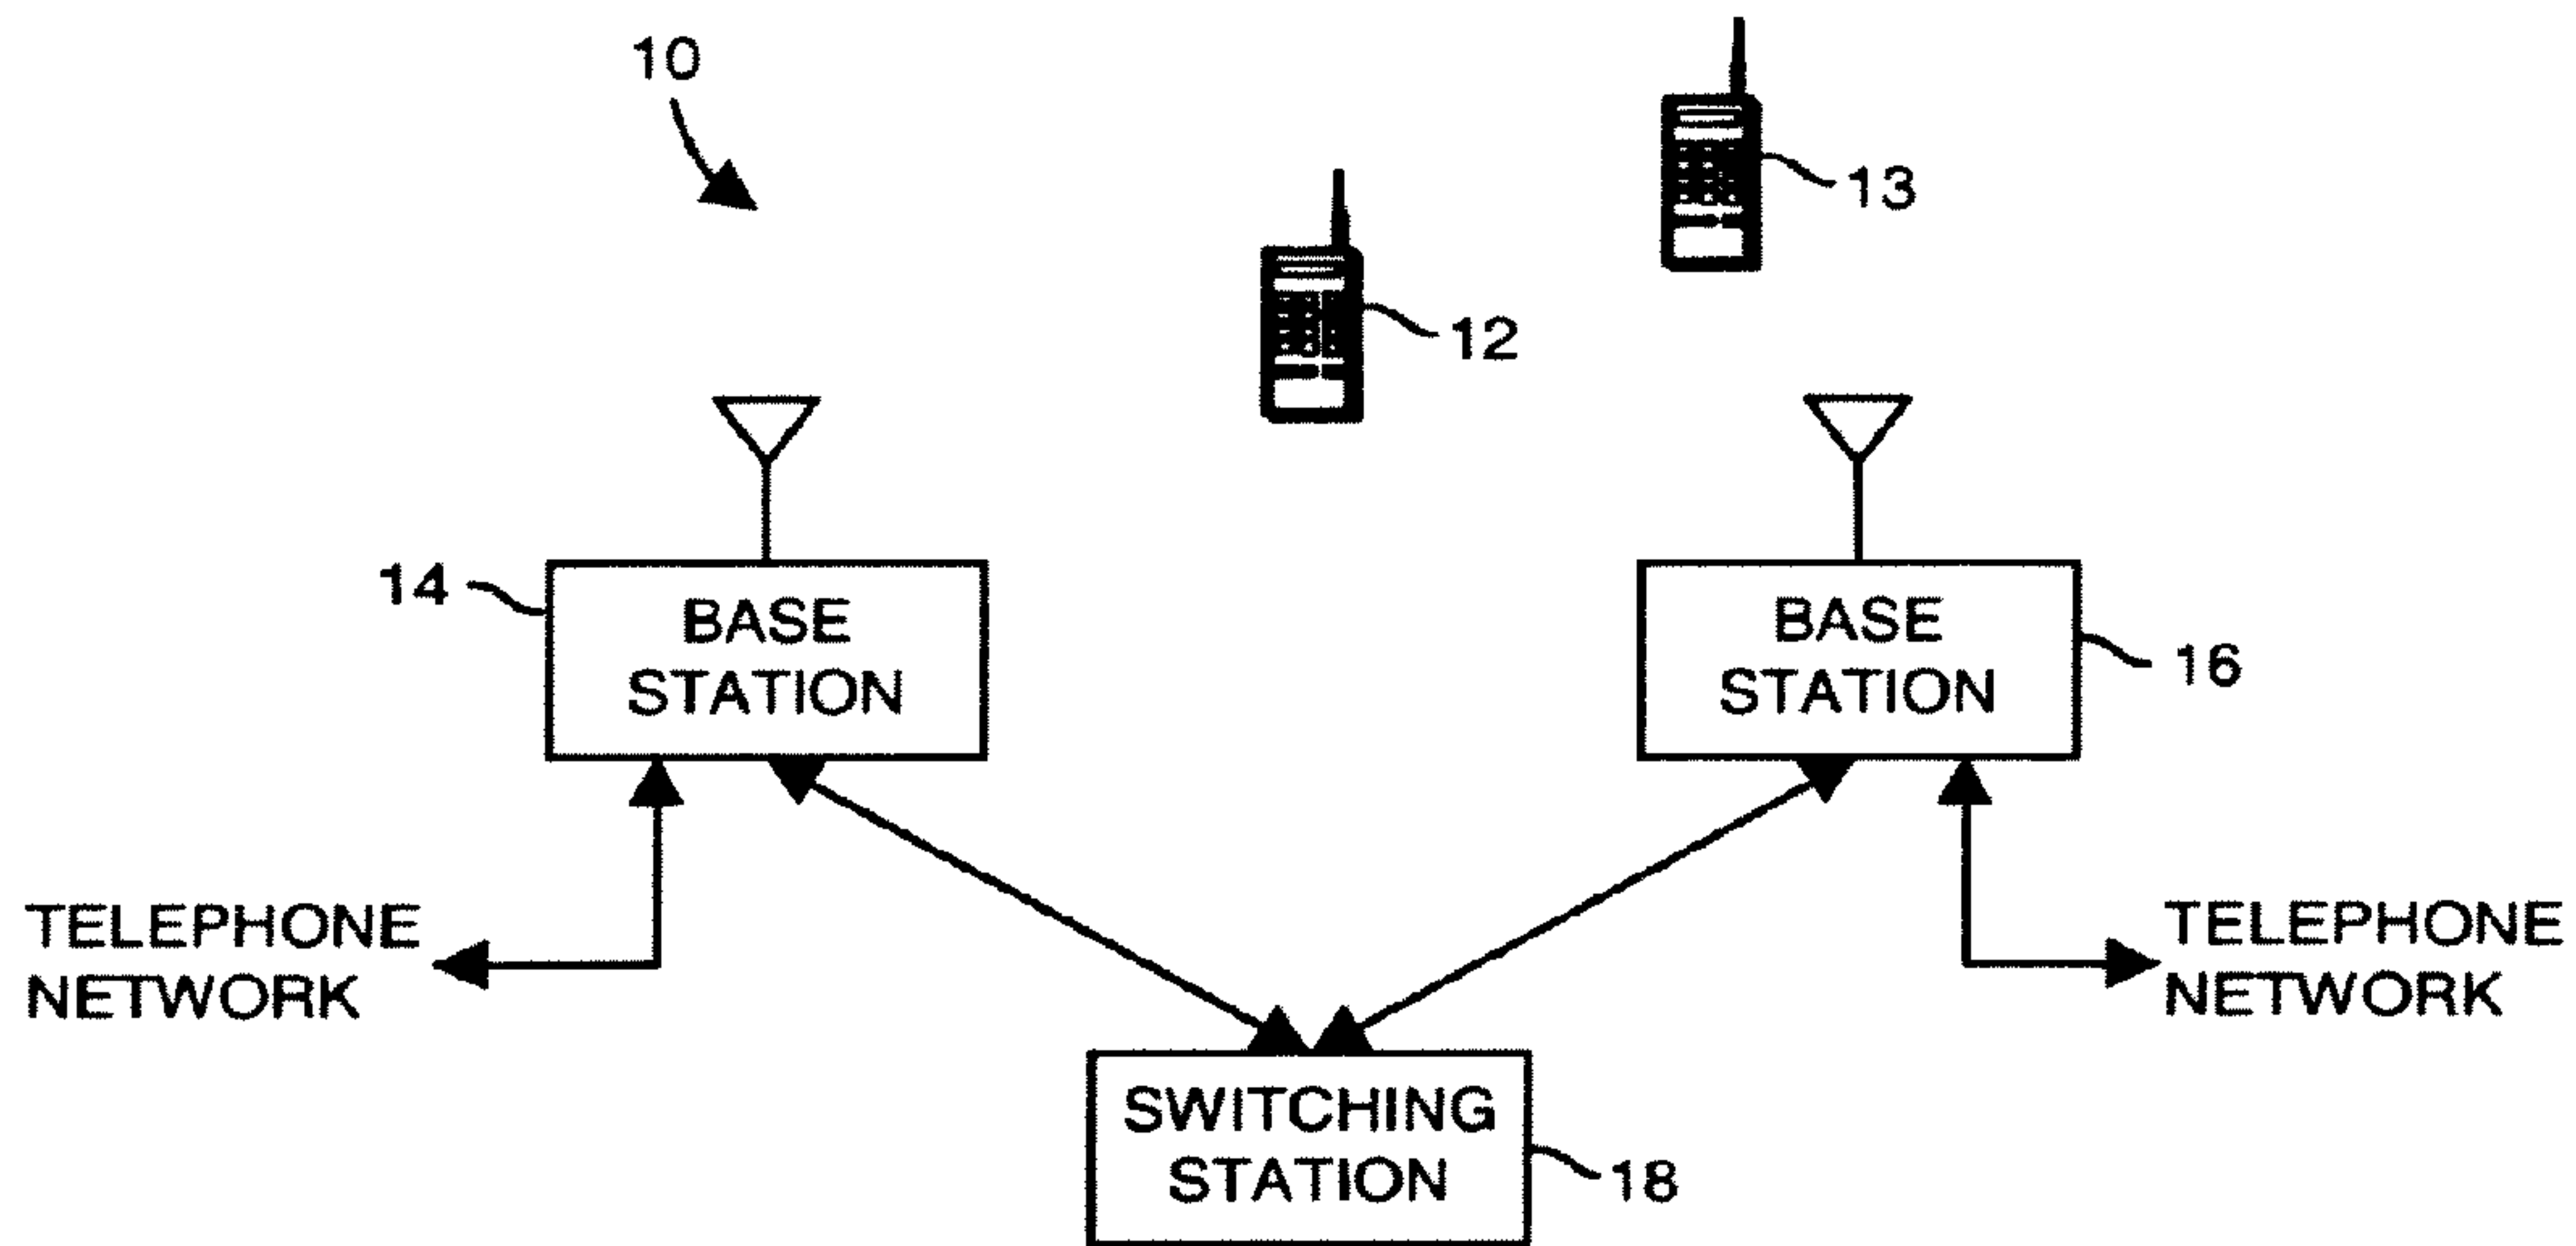 10
13
12
14
BASE
STATION
BASE
STATION
16
TELEPHONE
NETWORK
TELEPHONE
NETWORK
SWITCHING
STATION
18